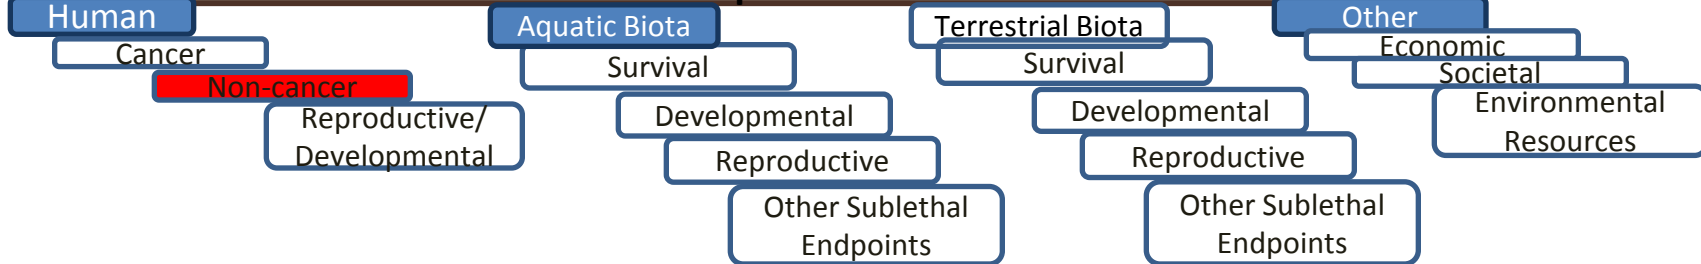 Human
Cancer
Non-cancer
Reproductive/
Developmental
Aquatic Biota
Survival
Developmental
Reproductive
Other Sublethal
Endpoints
Terrestrial Biota
Survival
Developmental
Reproductive
Other Sublethal
Endpoints
Other
Economic
Societal
Environmental
Resources